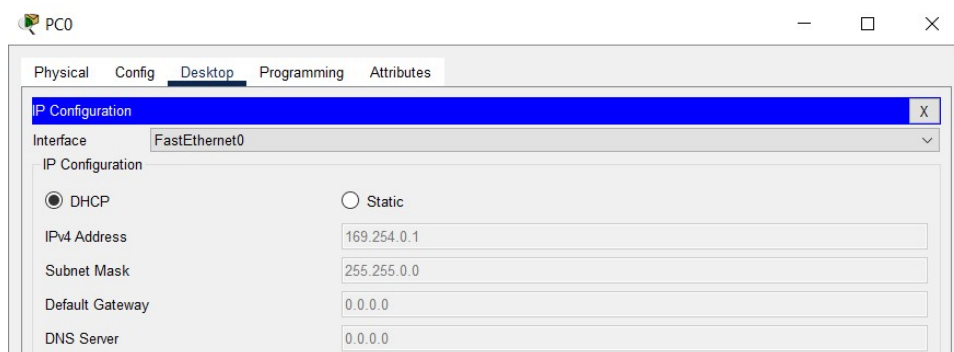 PC0
Physical Config Desktop Programming Attributes
IP Configuration X
Interface FastEthernet0
IP Configuration
DHCP Static
IPv4 Address 169.254.0.1
Subnet Mask 255.255.0.0
Default Gateway 0.0.0.0
DNS Server 0.0.0.0